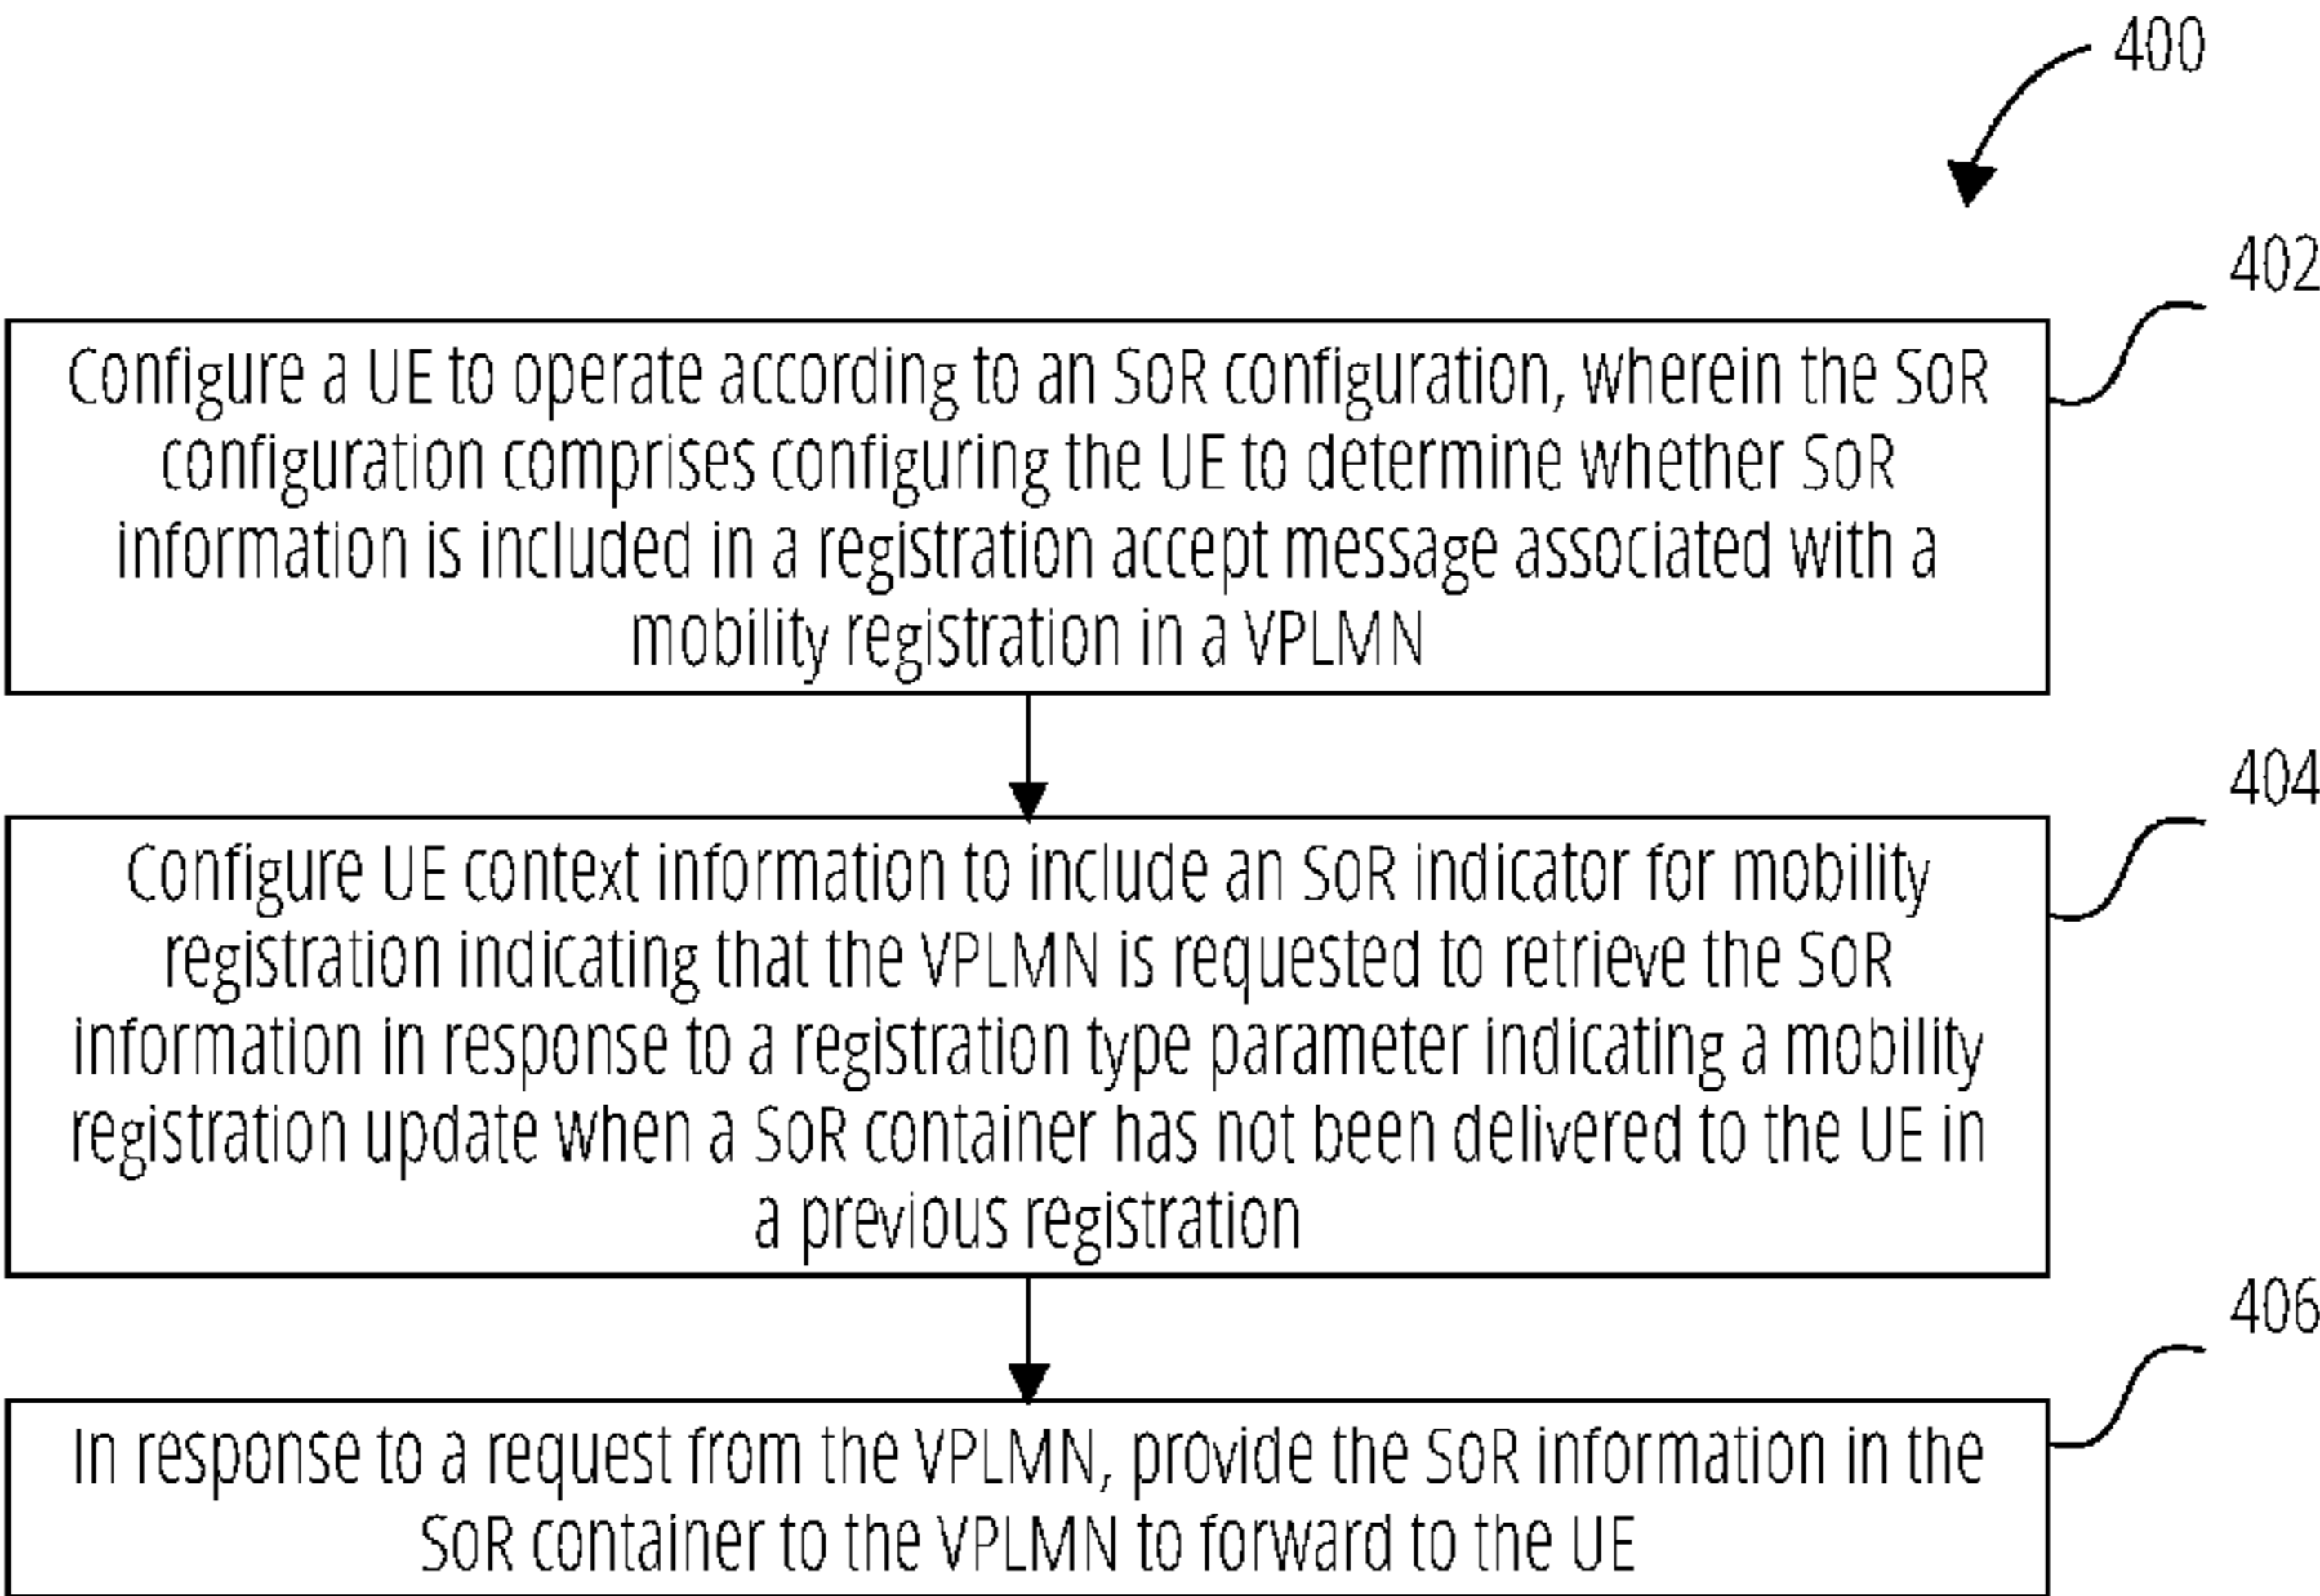 400
402
Configure a UE to operate according to an SoR configuration, wherein the SoR
configuration comprises configuring the UE to determine whether SoR
information is included in a registration accept message associated with a
mobility registration in a VPLMN
404
Configure UE context information to include an SoR indicator for mobility
registration indicating that the VPLMN is requested to retrieve the SoR
information in response to a registration type parameter indicating a mobility
registration update when a SoR container has not been delivered to the UE in
a previous registration
406
In response to a request from the VPLMN, provide the SoR information in the
SoR container to the VPLMN to forward to the UE